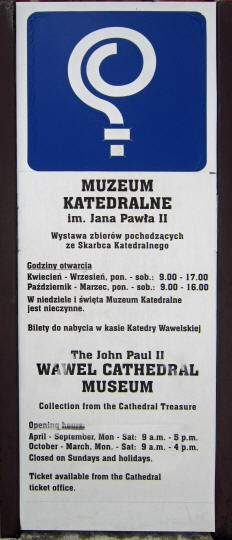 MUZEUM
KATEDRALNE
im. Jana Pawła II
Wystawa zbiorów pochodzących
ze Skarbca Katedralnego
Godziny otwarcia
Kwiecień - Wrzesień, pon. - sob.: 9.00 - 17.00
Październik - Marzec, pon. - sob.: 9.00 - 16.00
W niedziele i święta Muzeum Katedralne
jest nieczynne.
Bilety do nabycia w kasie Katedry Wawelskiej
The John Paul II
WAWEL CATHEDRAL
MUSEUM
Collection from the Cathedral Treasure
Opening hours:
April - September, Mon - Sat: 9 a.m. - 5 p.m.
October - March, Mon. - Sat: 9 a.m. - 4 p.m.
Closed on Sundays and holidays.
Ticket available from the Cathedral
ticket office.